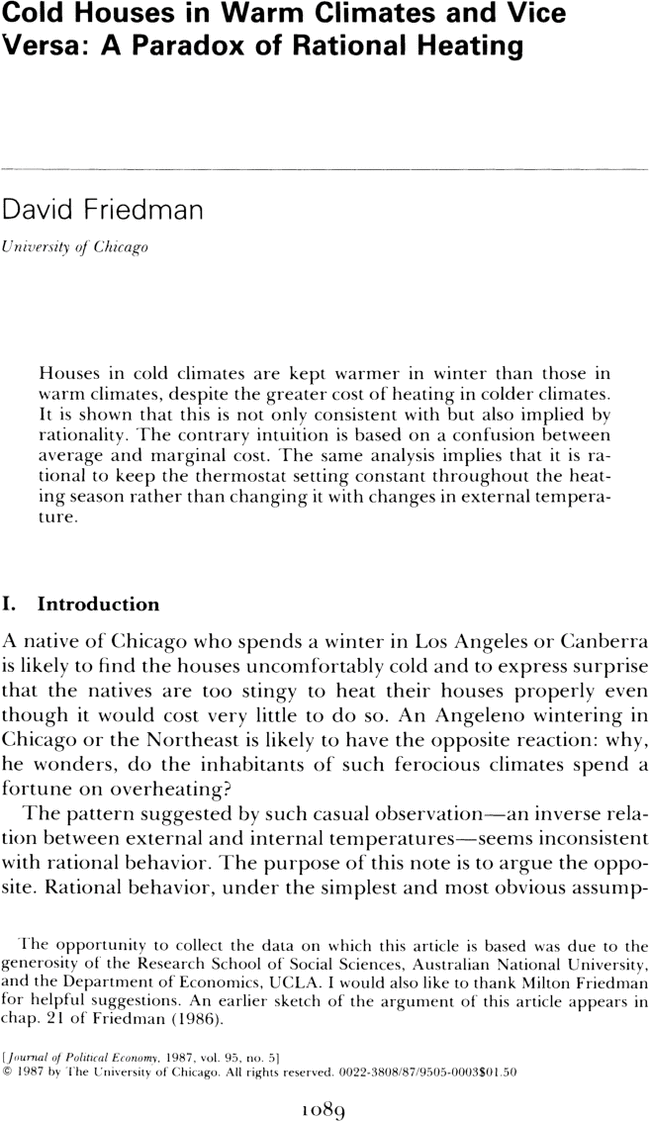 Cold Houses in Warm Climates and Vice
Versa: A Paradox of Rational Heating
David Friedman
University of Chicago
Houses in cold climates are kept warmer in winter than those in
warm climates, despite the greater cost of heating in colder climates.
It is shown that this is not only consistent with but also implied by
rationality. The contrary intuition is based on a confusion between
average and marginal cost. The same analysis implies that it is ra-
tional to keep the thermostat setting constant throughout the heat-
ing season rather than changing it with changes in external tempera-
ture.
I. Introduction
A native of Chicago who spends a winter in Los Angeles or Canberra
is likely to find the houses uncomfortably cold and to express surprise
that the natives are too stingy to heat their houses properly even
though it would cost very little to do so. An Angeleno wintering in
Chicago or the Northeast is likely to have the opposite reaction: why,
he wonders, do the inhabitants of such ferocious climates spend a
fortune on overheating?
The pattern suggested by such casual observation—an inverse rela-
tion between external and internal temperatures—seems inconsistent
with rational behavior. The purpose of this note is to argue the oppo-
site. Rational behavior, under the simplest and most obvious assump-
The opportunity to collect the data on which this article is based was due to the
generosity of the Research School of Social Sciences, Australian National University,
and the Department of Economics, UCLA. I would also like to thank Milton Friedman
for helpful suggestions. An earlier sketch of the argument of this article appears in
chap. 21 of Friedman (1986).
[Journal of Political Economy, 1987, vol. 95, no. 5]
© 1987 by The University of Chicago. All rights reserved. 0022-3808/87/9505-0003$01.50
1089